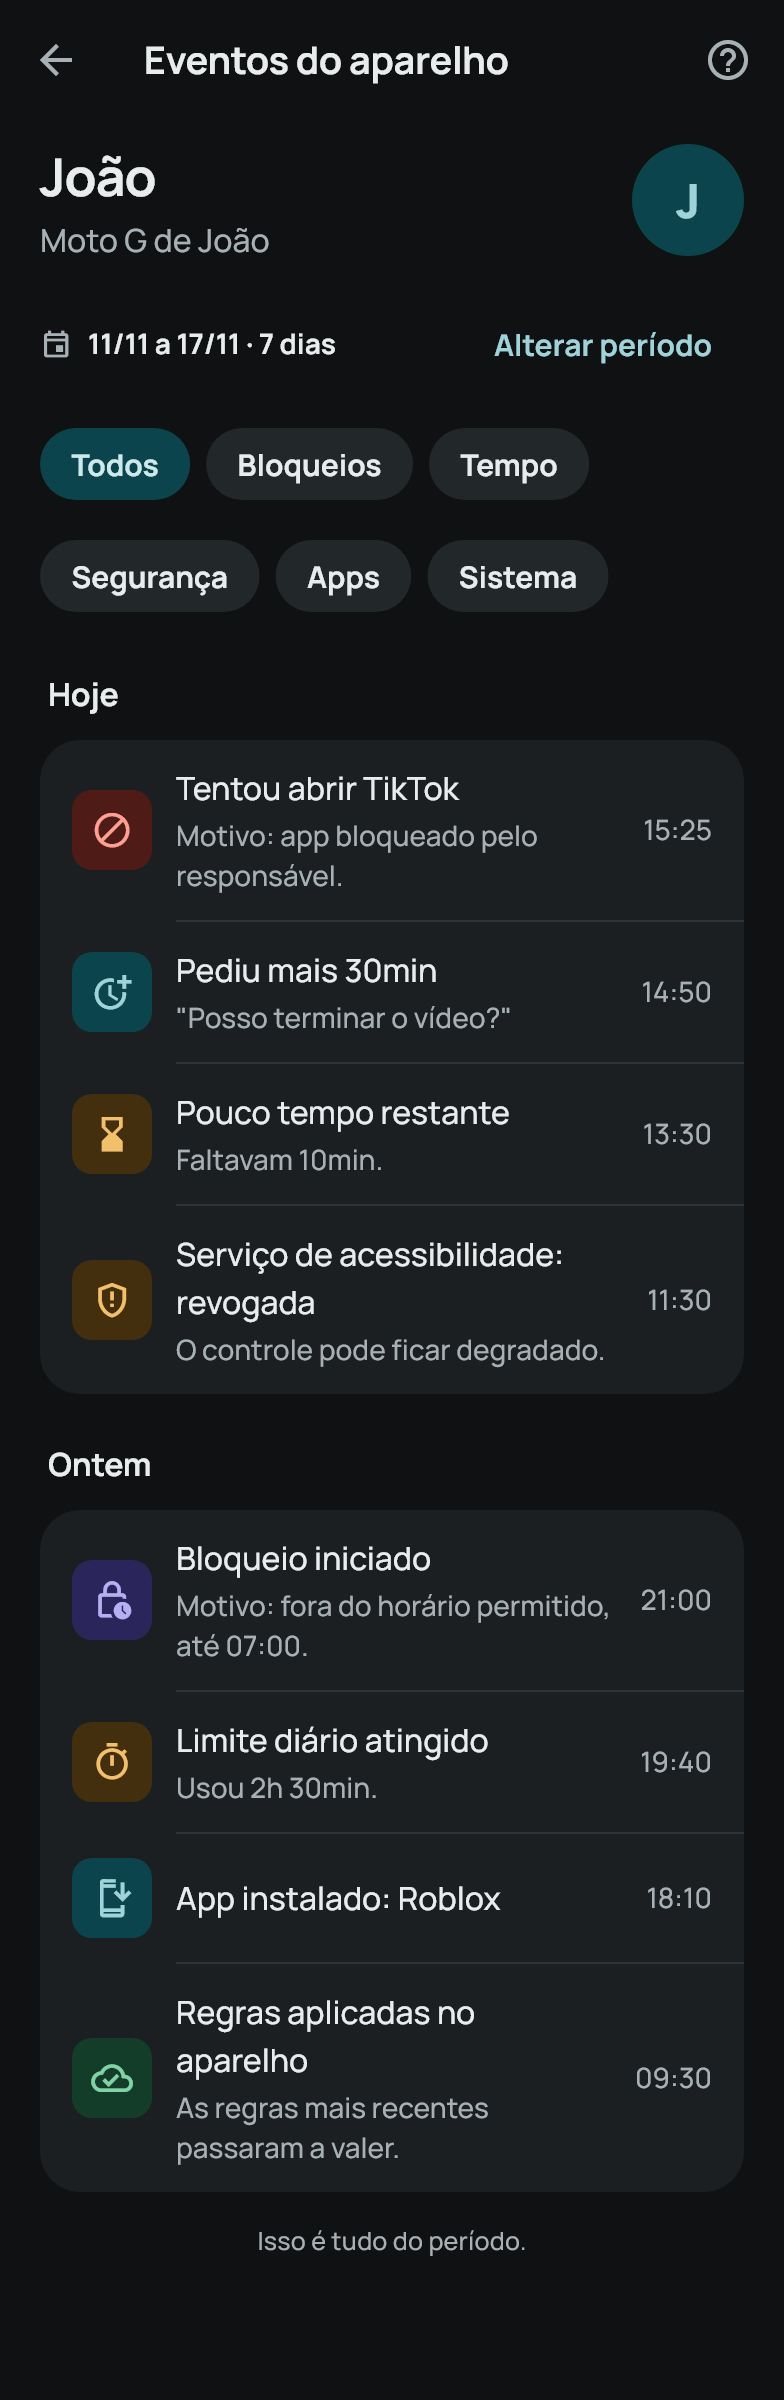 Eventos do aparelho
João
J
Moto G de João
11/11 a 17/11 · 7 dias
Alterar período
Todos
Bloqueios
Tempo
Segurança
Apps
Sistema
Hoje
Tentou abrir TikTok
Motivo: app bloqueado pelo
responsável.
15:25
Pediu mais 30min
"Posso terminar o vídeo?"
14:50
Pouco tempo restante
Faltavam 10min.
13:30
Serviço de acessibilidade:
revogada
O controle pode ficar degradado.
11:30
Ontem
Bloqueio iniciado
Motivo: fora do horário permitido,
até 07:00.
21:00
Limite diário atingido
Usou 2h 30min.
19:40
App instalado: Roblox
18:10
Regras aplicadas no
aparelho
As regras mais recentes
passaram a valer.
09:30
Isso é tudo do período.